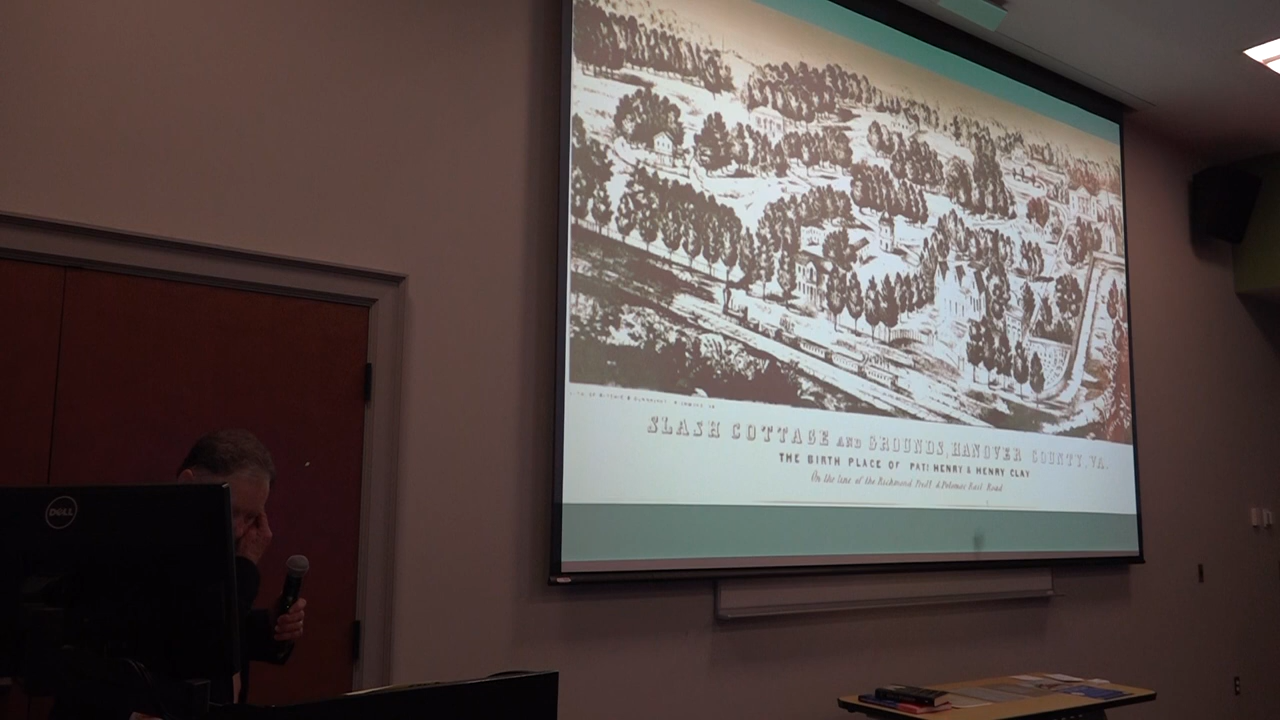 SLASH COTTAGE AND GROUNDS, HANOVER COUNTY, VA.
THE BIRTH PLACE OF PAT! HENRY & HENRY CLAY
On the line of the Richmond Fred.g & Potomac Rail Road
DELL